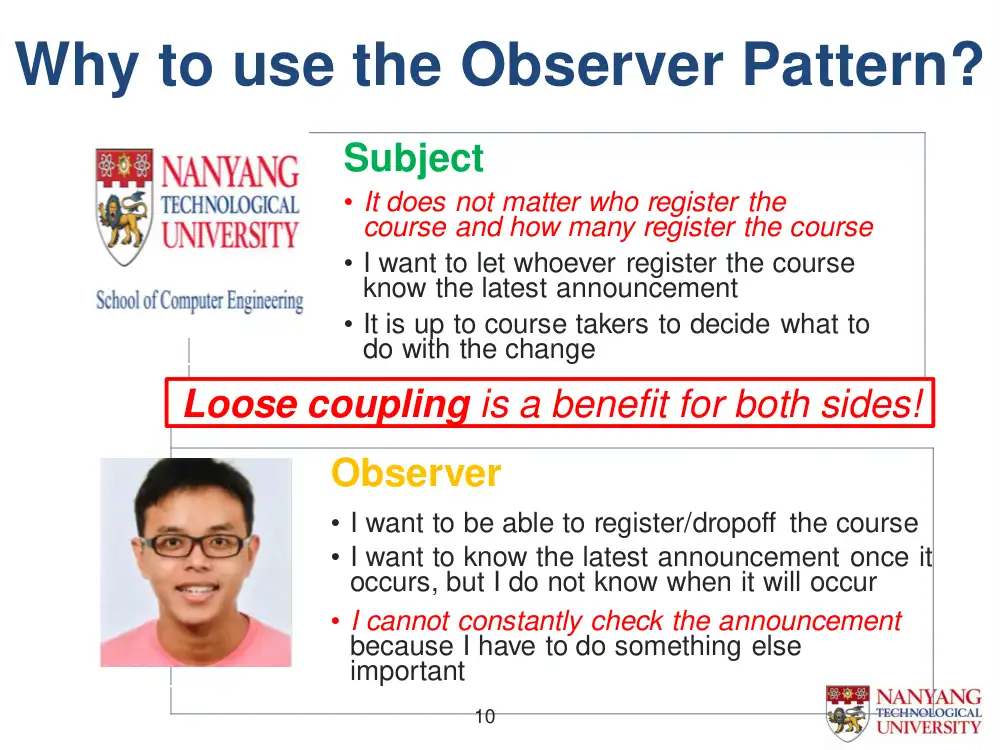 Why to use the Observer Pattern?
NANYANG
TECHNOLOGICAL
UNIVERSITY
School of Computer Engineering
Subject
• It does not matter who register the
course and how many register the course
• I want to let whoever register the course
know the latest announcement
• It is up to course takers to decide what to
do with the change
Loose coupling is a benefit for both sides!
Observer
• I want to be able to register/dropoff the course
• I want to know the latest announcement once it
occurs, but I do not know when it will occur
• I cannot constantly check the announcement
because I have to do something else
important
10
NANYANG
TECHNOLOGICAL
UNIVERSITY